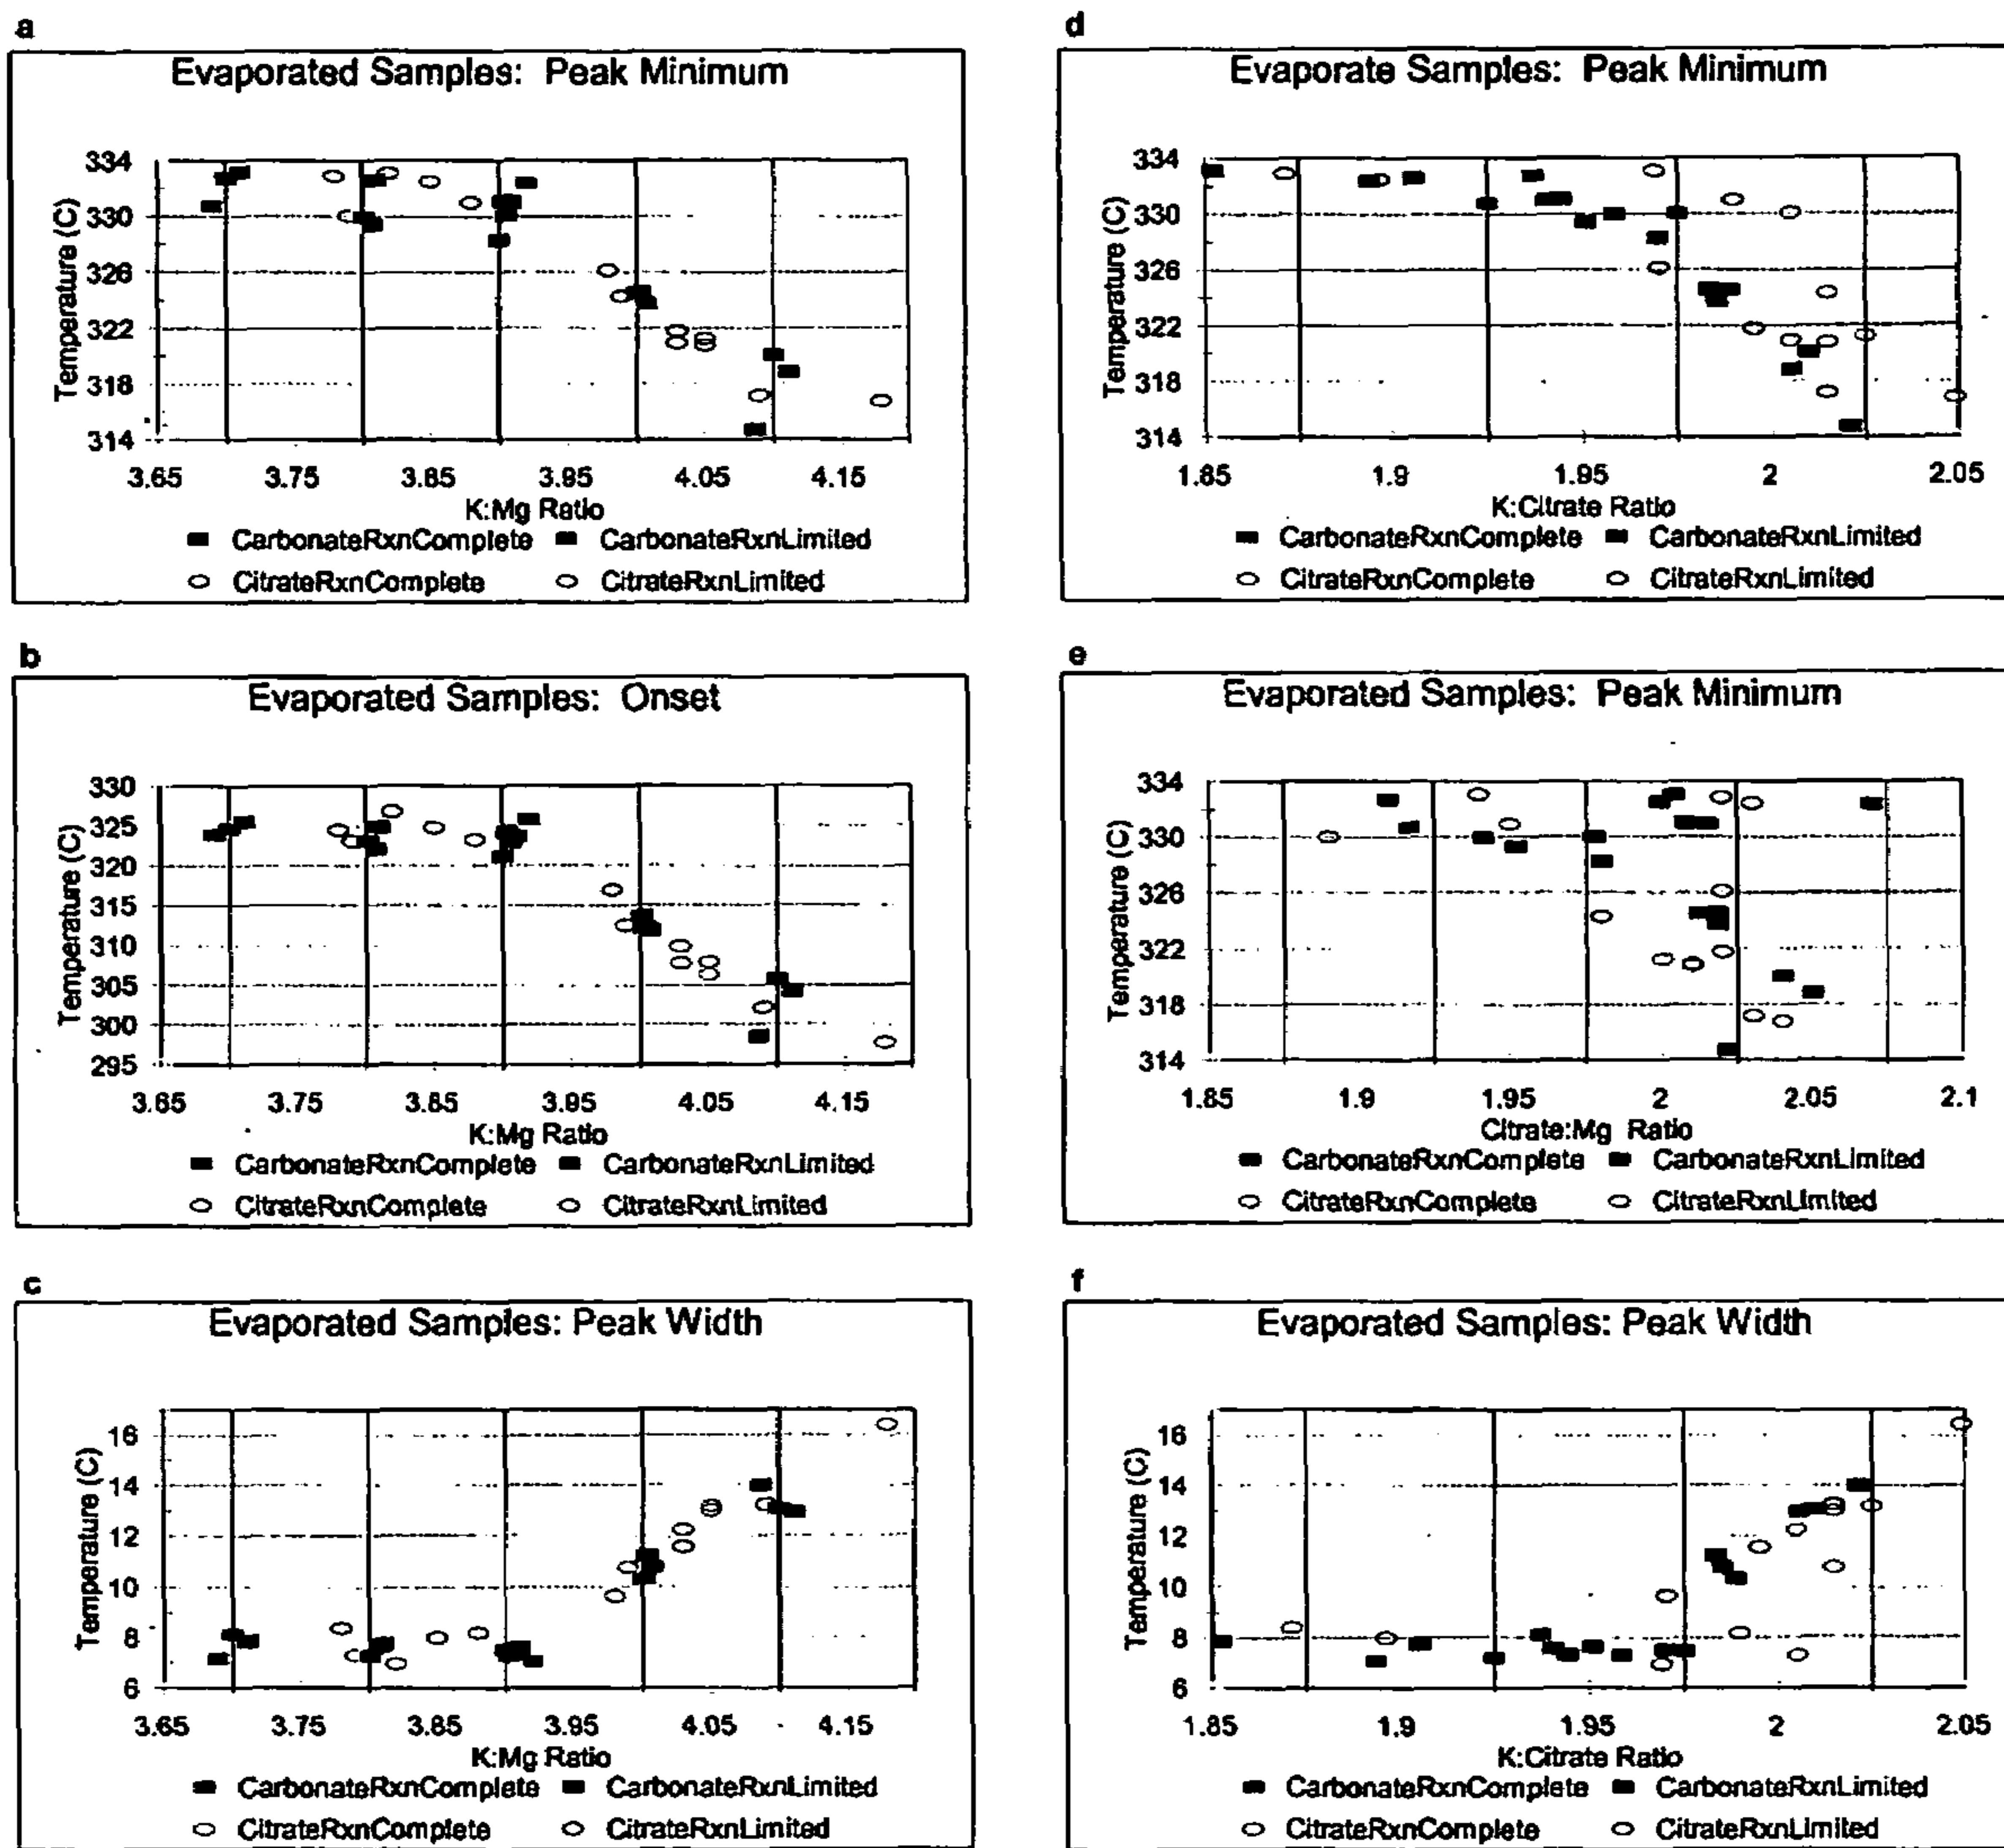 a
Evaporated Samples: Peak Minimum
334
330
326
322
318
314
Temperature (C)
3.65 3.75 3.85 3.95 4.05 4.15
K:Mg Ratio
CarbonateRxnComplete CarbonateRxnLimited
CitrateRxnComplete CitrateRxnLimited
b
Evaporated Samples: Onset
330
325
320
315
310
305
300
295
Temperature (C)
3.65 3.75 3.85 3.95 4.05 4.15
K:Mg Ratio
CarbonateRxnComplete CarbonateRxnLimited
CitrateRxnComplete CitrateRxnLimited
c
Evaporated Samples: Peak Width
16
14
12
10
8
6
Temperature (C)
3.65 3.75 3.85 3.95 4.05 4.15
K:Mg Ratio
CarbonateRxnComplete CarbonateRxnLimited
CitrateRxnComplete CitrateRxnLimited
d
Evaporate Samples: Peak Minimum
334
330
326
322
318
314
Temperature (C)
1.85 1.9 1.95 2 2.05
K:Citrate Ratio
CarbonateRxnComplete CarbonateRxnLimited
CitrateRxnComplete CitrateRxnLimited
e
Evaporated Samples: Peak Minimum
334
330
326
322
318
314
Temperature (C)
1.85 1.9 1.95 2 2.05 2.1
Citrate:Mg Ratio
CarbonateRxnComplete CarbonateRxnLimited
CitrateRxnComplete CitrateRxnLimited
f
Evaporated Samples: Peak Width
16
14
12
10
8
6
Temperature (C)
1.85 1.9 1.95 2 2.05
K:Citrate Ratio
CarbonateRxnComplete CarbonateRxnLimited
CitrateRxnComplete CitrateRxnLimited